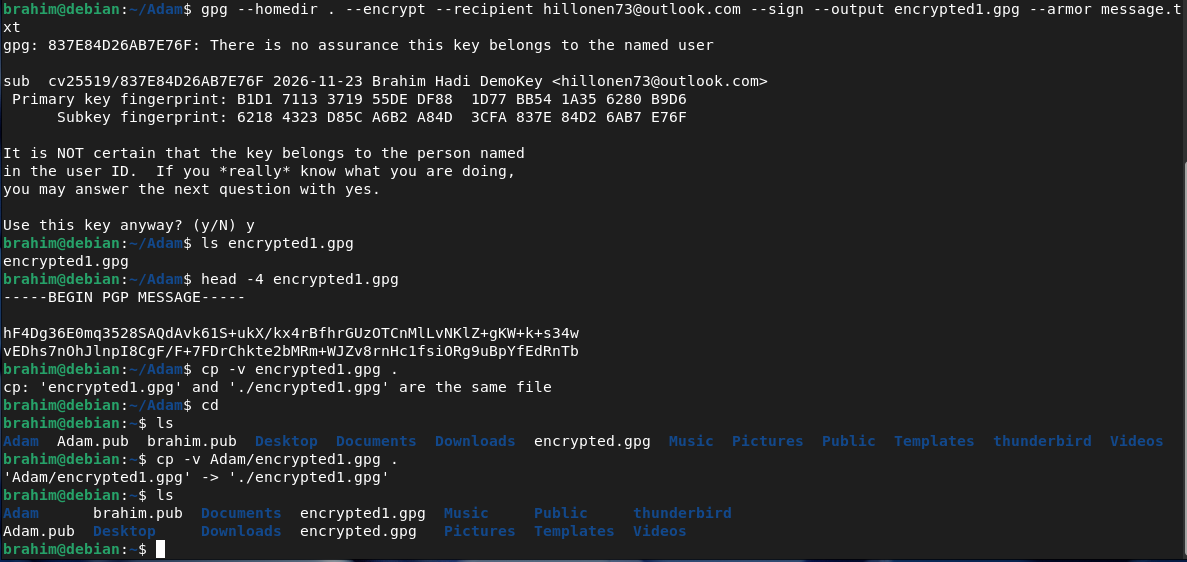 brahim@debian:~/Adam$ gpg --homedir . --encrypt --recipient hillonen73@outlook.com --sign --output encrypted1.gpg --armor message.t
xt
gpg: 837E84D26AB7E76F: There is no assurance this key belongs to the named user

sub  cv25519/837E84D26AB7E76F 2026-11-23 Brahim Hadi DemoKey <hillonen73@outlook.com>
 Primary key fingerprint: B1D1 7113 3719 55DE DF88  1D77 BB54 1A35 6280 B9D6
      Subkey fingerprint: 6218 4323 D85C A6B2 A84D  3CFA 837E 84D2 6AB7 E76F

It is NOT certain that the key belongs to the person named
in the user ID.  If you *really* know what you are doing,
you may answer the next question with yes.

Use this key anyway? (y/N) y
brahim@debian:~/Adam$ ls encrypted1.gpg
encrypted1.gpg
brahim@debian:~/Adam$ head -4 encrypted1.gpg
-----BEGIN PGP MESSAGE-----

hF4Dg36E0mq3528SAQdAvk61S+ukX/kx4rBfhrGUzOTCnMlLvNKlZ+gKW+k+s34w
vEDhs7nOhJlnpI8CgF/F+7FDrChkte2bMRm+WJZv8rnHc1fsiORg9uBpYfEdRnTb
brahim@debian:~/Adam$ cp -v encrypted1.gpg .
cp: 'encrypted1.gpg' and './encrypted1.gpg' are the same file
brahim@debian:~/Adam$ cd
brahim@debian:~$ ls
Adam  Adam.pub  brahim.pub  Desktop  Documents  Downloads  encrypted.gpg  Music  Pictures  Public  Templates  thunderbird  Videos
brahim@debian:~$ cp -v Adam/encrypted1.gpg .
'Adam/encrypted1.gpg' -> './encrypted1.gpg'
brahim@debian:~$ ls
Adam      brahim.pub  Documents  encrypted1.gpg  Music     Public     thunderbird
Adam.pub  Desktop     Downloads  encrypted.gpg   Pictures  Templates  Videos
brahim@debian:~$